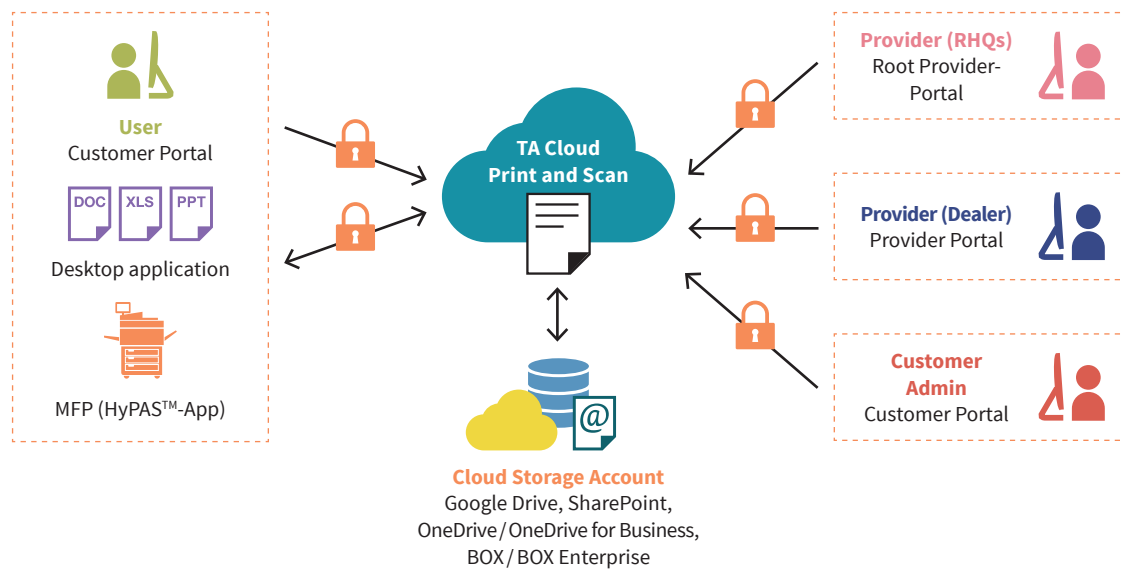 User
Customer Portal
DOC
XLS
PPT
Desktop application
MFP (HyPAS™-App)
TA Cloud
Print and Scan
@
Cloud Storage Account
Google Drive, SharePoint,
OneDrive/OneDrive for Business,
BOX/BOX Enterprise
Provider (RHQs)
Root Provider-
Portal
Provider (Dealer)
Provider Portal
Customer
Admin
Customer Portal